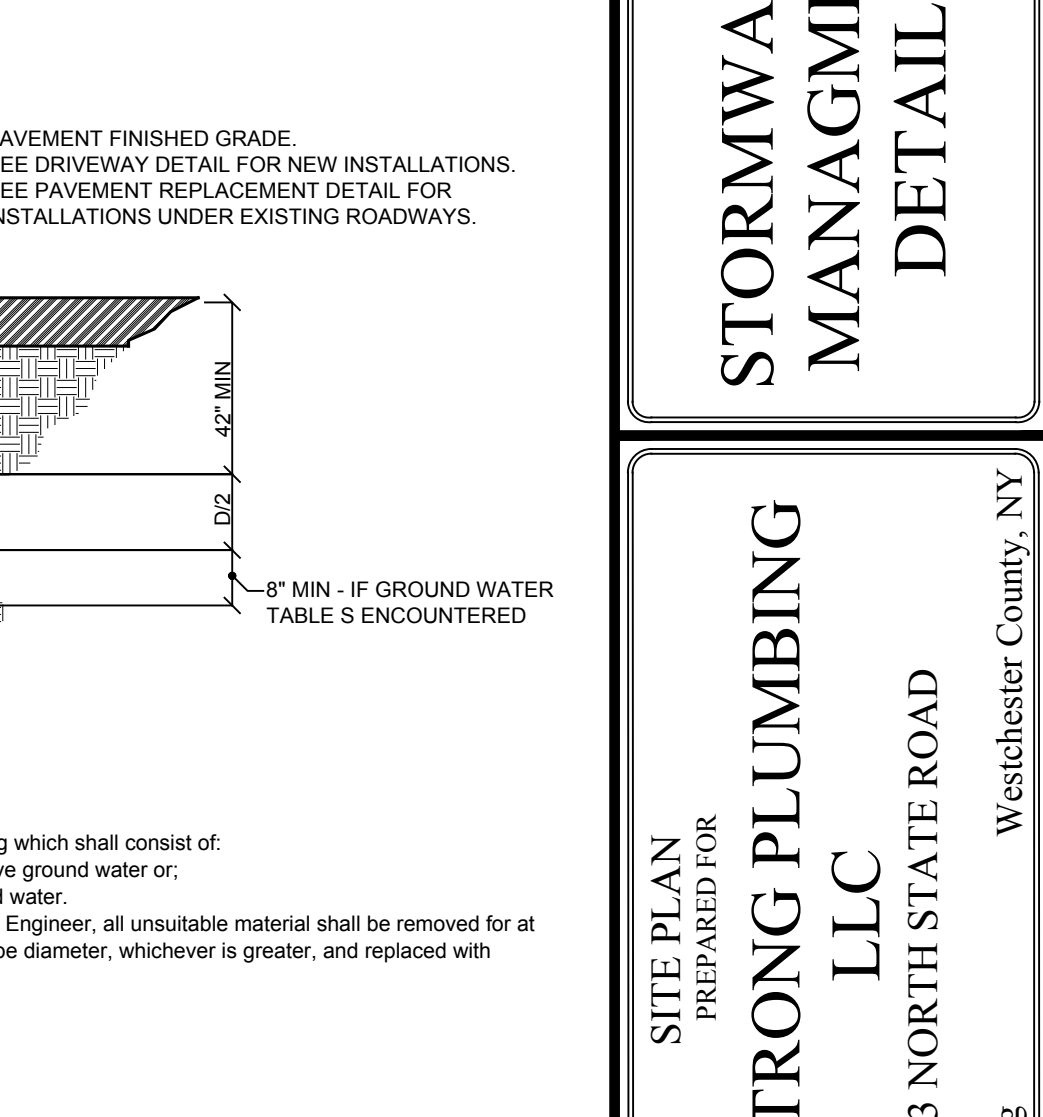 AVEMENT FINISHED GRADE.
EE DRIVEWAY DETAIL FOR NEW INSTALLATIONS.
EE PAVEMENT REPLACEMENT DETAIL FOR
NSTALLATIONS UNDER EXISTING ROADWAYS.
42" MIN
D/2
8" MIN - IF GROUND WATER
TABLE S ENCOUNTERED
g which shall consist of:
ve ground water or;
d water.
Engineer, all unsuitable material shall be removed for at
pe diameter, whichever is greater, and replaced with
STORMWA
MANAGME
DETAIL
SITE PLAN
PREPARED FOR
TRONG PLUMBING
LLC
3 NORTH STATE ROAD
Westchester County, NY